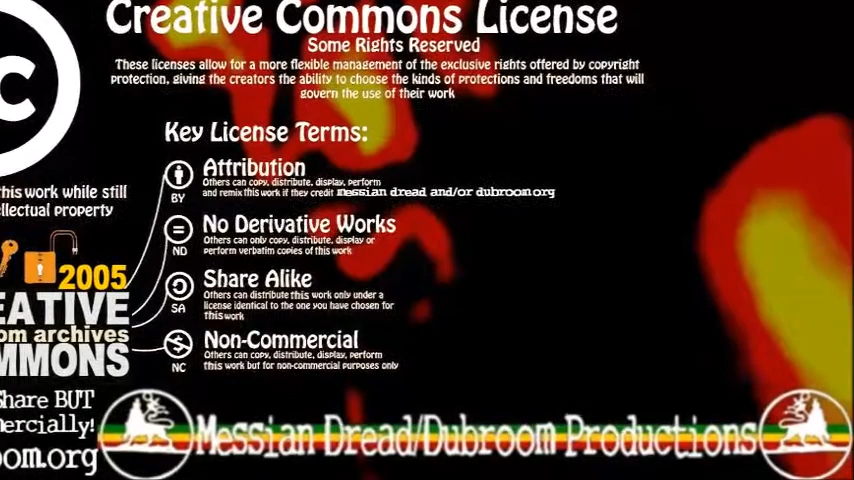 Creative Commons License
Some Rights Reserved
These licenses allow for a more flexible management of the exclusive rights offered by copyright
protection, giving the creators the ability to choose the kinds of protections and freedoms that will
govern the use of their work
Key License Terms:
Attribution
Others can copy, distribute, display, perform
and remix this work if they credit messian dread and/or dubroom.org
BY
No Derivative Works
Others can only copy, distribute, display or
perform verbatim copies of this work
ND
Share Alike
Others can distribute this work only under a
license identical to the one you have chosen for
this work
SA
Non-Commercial
Others can copy, distribute, display, perform
this work but for non-commercial purposes only
NC
C
this work while still
ellectual property
2005
EATIVE
om archives
MMONS
Share BUT
mercially!
oom.org
Messian Dread/Dubroom Productions